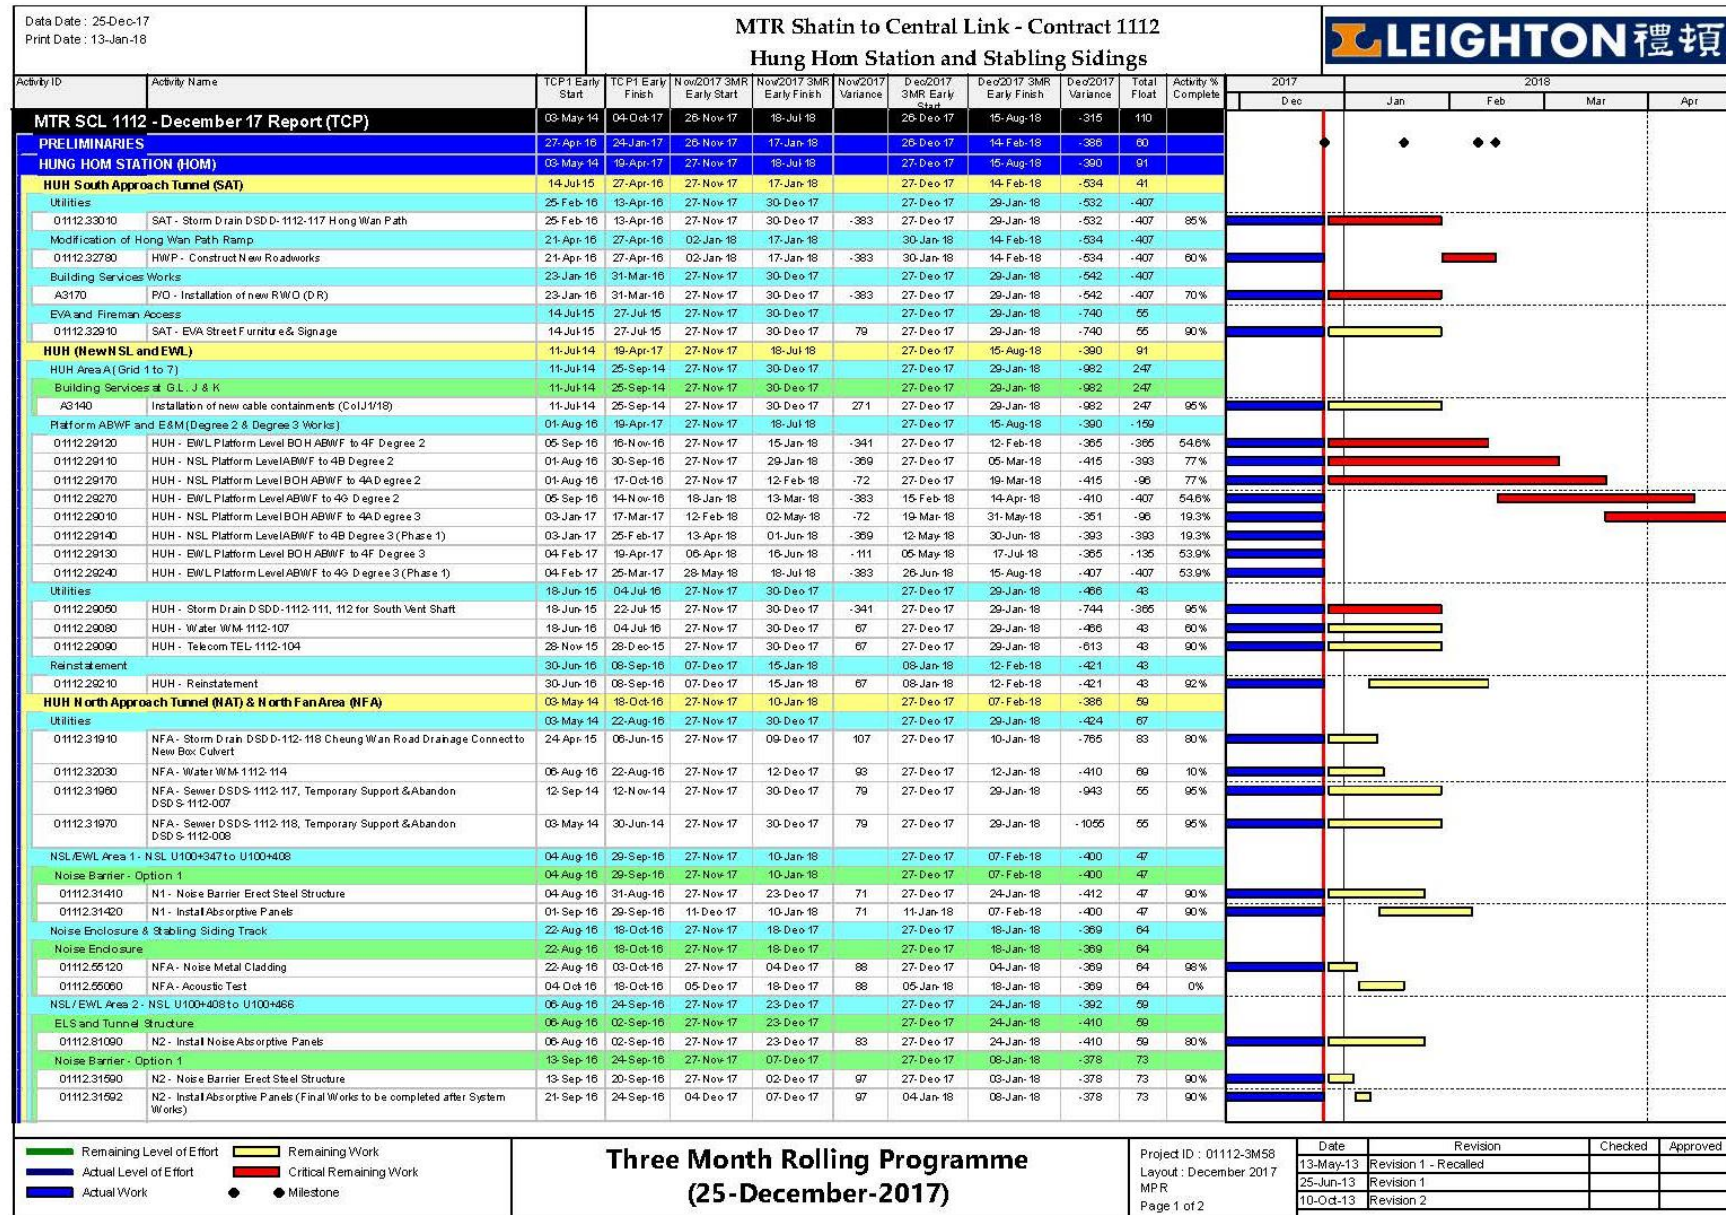 Data Date : 25-Dec-17
Print Date : 13-Jan-18
MTR Shatin to Central Link - Contract 1112
Hung Hom Station and Stabling Sidings
LEIGHTON 禮頓
Activity ID Activity Name TCP1 Early Start TCP1 Early Finish Nov/2017 3MR Early Start Nov/2017 3MR Early Finish Nov/2017 Variance Dec/2017 3MR Early Start Dec/2017 3MR Early Finish Dec/2017 Variance Total Float Activity % Complete 2017 2018
Dec Jan Feb Mar Apr
MTR SCL 1112 - December 17 Report (TCP) 03-May-14 04-Oct-17 26-Nov-17 18-Jul-18 26-Dec-17 15-Aug-18 -315 110
PRELIMINARIES 27-Apr-16 24-Jan-17 26-Nov-17 17-Jan-18 26-Dec-17 14-Feb-18 -386 60
HUNG HOM STATION (HOM) 03-May-14 19-Apr-17 27-Nov-17 18-Jul-18 27-Dec-17 15-Aug-18 -390 91
HUH South Approach Tunnel (SAT) 14-Jul-15 27-Apr-16 27-Nov-17 17-Jan-18 27-Dec-17 14-Feb-18 -534 41
Utilities 25-Feb-16 13-Apr-16 27-Nov-17 30-Dec-17 27-Dec-17 29-Jan-18 -532 -407
01112.33010 SAT - Storm Drain DSDD-1112-117 Hong Wan Path 25-Feb-16 13-Apr-16 27-Nov-17 30-Dec-17 -383 27-Dec-17 29-Jan-18 -532 -407 85%
Modification of Hong Wan Path Ramp 21-Apr-16 27-Apr-16 02-Jan-18 17-Jan-18 30-Jan-18 14-Feb-18 -534 -407
01112.32780 HWP - Construct New Roadworks 21-Apr-16 27-Apr-16 02-Jan-18 17-Jan-18 -383 30-Jan-18 14-Feb-18 -534 -407 60%
Building Services Works 23-Jan-16 31-Mar-16 27-Nov-17 30-Dec-17 27-Dec-17 29-Jan-18 -542 -407
A3170 P/O - Installation of new RWO (DR) 23-Jan-16 31-Mar-16 27-Nov-17 30-Dec-17 -383 27-Dec-17 29-Jan-18 -542 -407 70%
EVA and Fireman Access 14-Jul-15 27-Jul-15 27-Nov-17 30-Dec-17 27-Dec-17 29-Jan-18 -740 55
01112.32910 SAT - EVA Street Furniture & Signage 14-Jul-15 27-Jul-15 27-Nov-17 30-Dec-17 79 27-Dec-17 29-Jan-18 -740 55 90%
HUH (New NSL and EWL) 11-Jul-14 19-Apr-17 27-Nov-17 18-Jul-18 27-Dec-17 15-Aug-18 -390 91
HUH Area A (Grid 1 to 7) 11-Jul-14 25-Sep-14 27-Nov-17 30-Dec-17 27-Dec-17 29-Jan-18 -982 247
Building Services at G.L. J & K 11-Jul-14 25-Sep-14 27-Nov-17 30-Dec-17 27-Dec-17 29-Jan-18 -982 247
A3140 Installation of new cable containments (Col J1/18) 11-Jul-14 25-Sep-14 27-Nov-17 30-Dec-17 271 27-Dec-17 29-Jan-18 -982 247 95%
Platform ABWF and E&M (Degree 2 & Degree 3 Works) 01-Aug-16 19-Apr-17 27-Nov-17 18-Jul-18 27-Dec-17 15-Aug-18 -390 -159
01112.29120 HUH - EWL Platform Level BOH ABWF to 4F Degree 2 05-Sep-16 16-Nov-16 27-Nov-17 15-Jan-18 -341 27-Dec-17 12-Feb-18 -365 -365 54.6%
01112.29110 HUH - NSL Platform Level ABWF to 4B Degree 2 01-Aug-16 30-Sep-16 27-Nov-17 29-Jan-18 -369 27-Dec-17 05-Mar-18 -415 -393 77%
01112.29170 HUH - NSL Platform Level BOH ABWF to 4A Degree 2 01-Aug-16 17-Oct-16 27-Nov-17 12-Feb-18 -72 27-Dec-17 19-Mar-18 -415 -96 77%
01112.29270 HUH - EWL Platform Level ABWF to 4G Degree 2 05-Sep-16 14-Nov-16 18-Jan-18 13-Mar-18 -383 15-Feb-18 14-Apr-18 -410 -407 54.6%
01112.29010 HUH - NSL Platform Level BOH ABWF to 4A Degree 3 03-Jan-17 17-Mar-17 12-Feb-18 02-May-18 -72 19-Mar-18 31-May-18 -351 -96 19.3%
01112.29140 HUH - NSL Platform Level ABWF to 4B Degree 3 (Phase 1) 03-Jan-17 25-Feb-17 13-Apr-18 01-Jun-18 -369 12-May-18 30-Jun-18 -393 -393 19.3%
01112.29130 HUH - EWL Platform Level BOH ABWF to 4F Degree 3 04-Feb-17 19-Apr-17 06-Apr-18 16-Jun-18 -111 05-May-18 17-Jul-18 -365 -135 53.9%
01112.29240 HUH - EWL Platform Level ABWF to 4G Degree 3 (Phase 1) 04-Feb-17 25-Mar-17 28-May-18 18-Jul-18 -383 26-Jun-18 15-Aug-18 -407 -407 53.9%
Utilities 18-Jun-15 04-Jul-16 27-Nov-17 30-Dec-17 27-Dec-17 29-Jan-18 -466 43
01112.29050 HUH - Storm Drain DSDD-1112-111, 112 for South Vent Shaft 18-Jun-15 22-Jul-15 27-Nov-17 30-Dec-17 -341 27-Dec-17 29-Jan-18 -744 -365 95%
01112.29080 HUH - Water WM-1112-107 18-Jun-16 04-Jul-16 27-Nov-17 30-Dec-17 67 27-Dec-17 29-Jan-18 -466 43 60%
01112.29090 HUH - Telecom TEL-1112-104 28-Nov-15 28-Dec-15 27-Nov-17 30-Dec-17 67 27-Dec-17 29-Jan-18 -613 43 90%
Reinstatement 30-Jun-16 08-Sep-16 07-Dec-17 15-Jan-18 08-Jan-18 12-Feb-18 -421 43
01112.29210 HUH - Reinstatement 30-Jun-16 08-Sep-16 07-Dec-17 15-Jan-18 67 08-Jan-18 12-Feb-18 -421 43 92%
HUH North Approach Tunnel (NAT) & North Fan Area (NFA) 03-May-14 18-Oct-16 27-Nov-17 10-Jan-18 27-Dec-17 07-Feb-18 -386 59
Utilities 03-May-14 22-Aug-16 27-Nov-17 30-Dec-17 27-Dec-17 29-Jan-18 -424 67
01112.31910 NFA - Storm Drain DSDD-112-118 Cheung Wan Road Drainage Connect to 24-Apr-15 06-Jun-15 27-Nov-17 09-Dec-17 107 27-Dec-17 10-Jan-18 -765 83 80%
New Box Culvert
01112.32030 NFA - Water WM-1112-114 06-Aug-16 22-Aug-16 27-Nov-17 12-Dec-17 93 27-Dec-17 12-Jan-18 -410 69 10%
01112.31960 NFA - Sewer DSDS-1112-117, Temporary Support & Abandon 12-Sep-14 12-Nov-14 27-Nov-17 30-Dec-17 79 27-Dec-17 29-Jan-18 -943 55 95%
DSDS-1112-007
01112.31970 NFA - Sewer DSDS-1112-118, Temporary Support & Abandon 03-May-14 30-Jun-14 27-Nov-17 30-Dec-17 79 27-Dec-17 29-Jan-18 -1055 55 95%
DSDS-1112-008
NSL/EWL Area 1 - NSL U100+347 to U100+408 04-Aug-16 29-Sep-16 27-Nov-17 10-Jan-18 27-Dec-17 07-Feb-18 -400 47
Noise Barrier - Option 1 04-Aug-16 29-Sep-16 27-Nov-17 10-Jan-18 27-Dec-17 07-Feb-18 -400 47
01112.31410 N1 - Noise Barrier Erect Steel Structure 04-Aug-16 31-Aug-16 27-Nov-17 23-Dec-17 71 27-Dec-17 24-Jan-18 -412 47 90%
01112.31420 N1 - Install Absorptive Panels 01-Sep-16 29-Sep-16 11-Dec-17 10-Jan-18 71 11-Jan-18 07-Feb-18 -400 47 90%
Noise Enclosure & Stabling Siding Track 22-Aug-16 18-Oct-16 27-Nov-17 18-Dec-17 27-Dec-17 18-Jan-18 -369 64
Noise Enclosure 22-Aug-16 18-Oct-16 27-Nov-17 18-Dec-17 27-Dec-17 18-Jan-18 -369 64
01112.55120 NFA - Noise Metal Cladding 22-Aug-16 03-Oct-16 27-Nov-17 04-Dec-17 88 27-Dec-17 04-Jan-18 -369 64 98%
01112.55060 NFA - Acoustic Test 04-Oct-16 18-Oct-16 05-Dec-17 18-Dec-17 88 05-Jan-18 18-Jan-18 -369 64 0%
NSL/EWL Area 2 - NSL U100+408 to U100+466 06-Aug-16 24-Sep-16 27-Nov-17 23-Dec-17 27-Dec-17 24-Jan-18 -392 59
ELS and Tunnel Structure 06-Aug-16 02-Sep-16 27-Nov-17 23-Dec-17 27-Dec-17 24-Jan-18 -410 59
01112.81090 N2 - Install Noise Absorptive Panels 06-Aug-16 02-Sep-16 27-Nov-17 23-Dec-17 83 27-Dec-17 24-Jan-18 -410 59 80%
Noise Barrier - Option 1 13-Sep-16 24-Sep-16 27-Nov-17 07-Dec-17 27-Dec-17 08-Jan-18 -378 73
01112.31590 N2 - Noise Barrier Erect Steel Structure 13-Sep-16 20-Sep-16 27-Nov-17 02-Dec-17 97 27-Dec-17 03-Jan-18 -378 73 90%
01112.31592 N2 - Install Absorptive Panels (Final Works to be completed after System 21-Sep-16 24-Sep-16 04-Dec-17 07-Dec-17 97 04-Jan-18 08-Jan-18 -378 73 90%
Works)
Remaining Level of Effort Remaining Work
Actual Level of Effort Critical Remaining Work
Actual Work Milestone
Three Month Rolling Programme
(25-December-2017)
Project ID : 01112-3M58
Layout : December 2017
MPR
Page 1 of 2
Date Revision Checked Approved
13-May-13 Revision 1 - Recalled
25-Jun-13 Revision 1
10-Oct-13 Revision 2